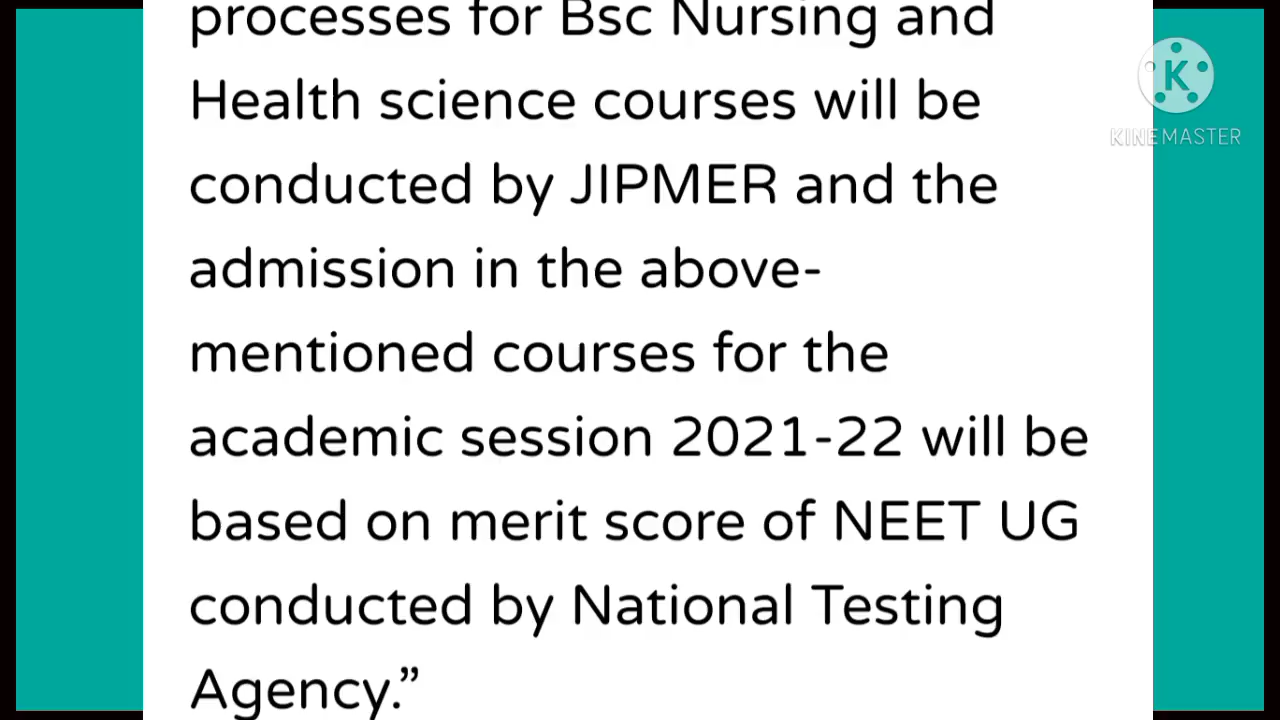 processes for Bsc Nursing and
Health science courses will be
conducted by JIPMER and the
admission in the above-
mentioned courses for the
academic session 2021-22 will be
based on merit score of NEET UG
conducted by National Testing
Agency.”
K
KINEMASTER